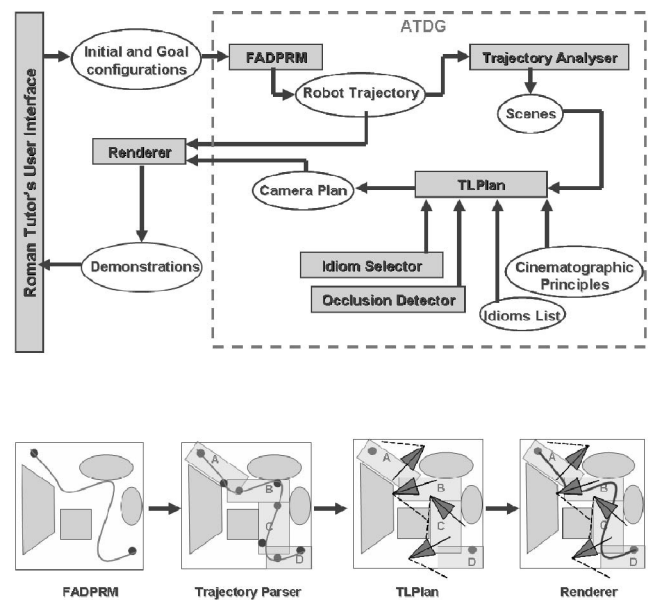 ATDG
Roman Tutor's User Interface
Initial and Goal
configurations
FADPRM
Trajectory Analyser
Robot Trajectory
Scenes
Renderer
Camera Plan
TLPlan
Demonstrations
Idiom Selector
Cinematographic
Principles
Occlusion Detector
Idioms List
A
B
C
D
A
B
C
D
A
B
C
D
FADPRM
Trajectory Parser
TLPlan
Renderer